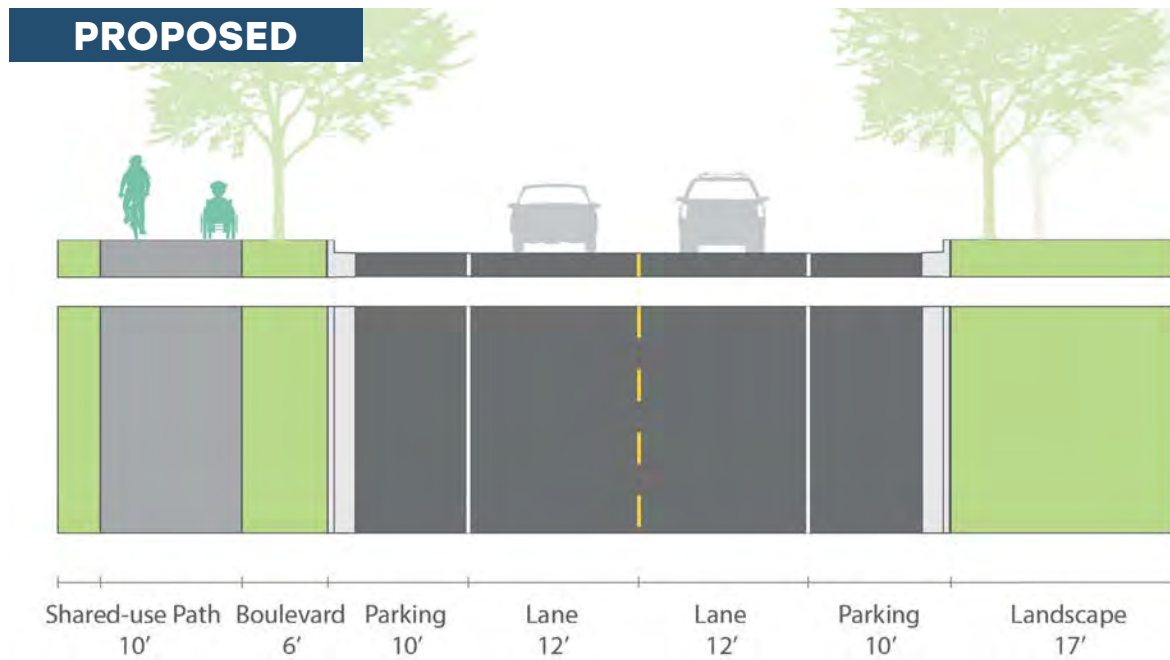 PROPOSED
Shared-use Path Boulevard Parking Lane Lane Parking Landscape
10’ 6’ 10’ 12’ 12’ 10’ 17’